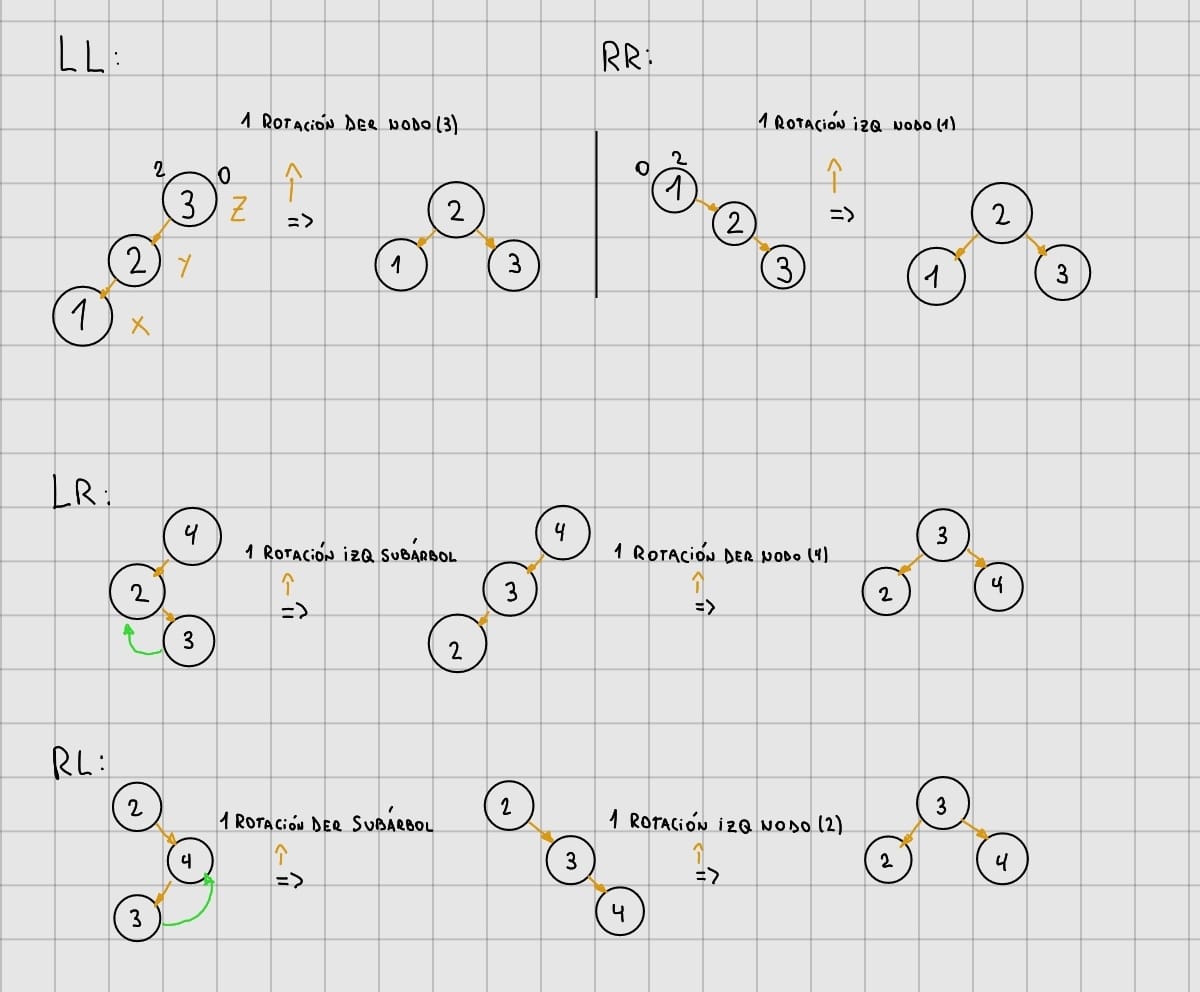 LL:
1 ROTACIÓN DER NODO (3)
2 0
3 Z
=>
2 Y
1 X
2
1 3
RR:
1 ROTACIÓN IZQ NODO (1)
0 2
1
=>
2
3
2
1 3
LR:
4
1 ROTACIÓN IZQ SUBÁRBOL
2
=>
3
4
3
2
1 ROTACIÓN DER NODO (4)
=>
3
2 4
RL:
2
1 ROTACIÓN DER SUBÁRBOL
4
=>
3
2
3
4
1 ROTACIÓN IZQ NODO (2)
=>
3
2 4